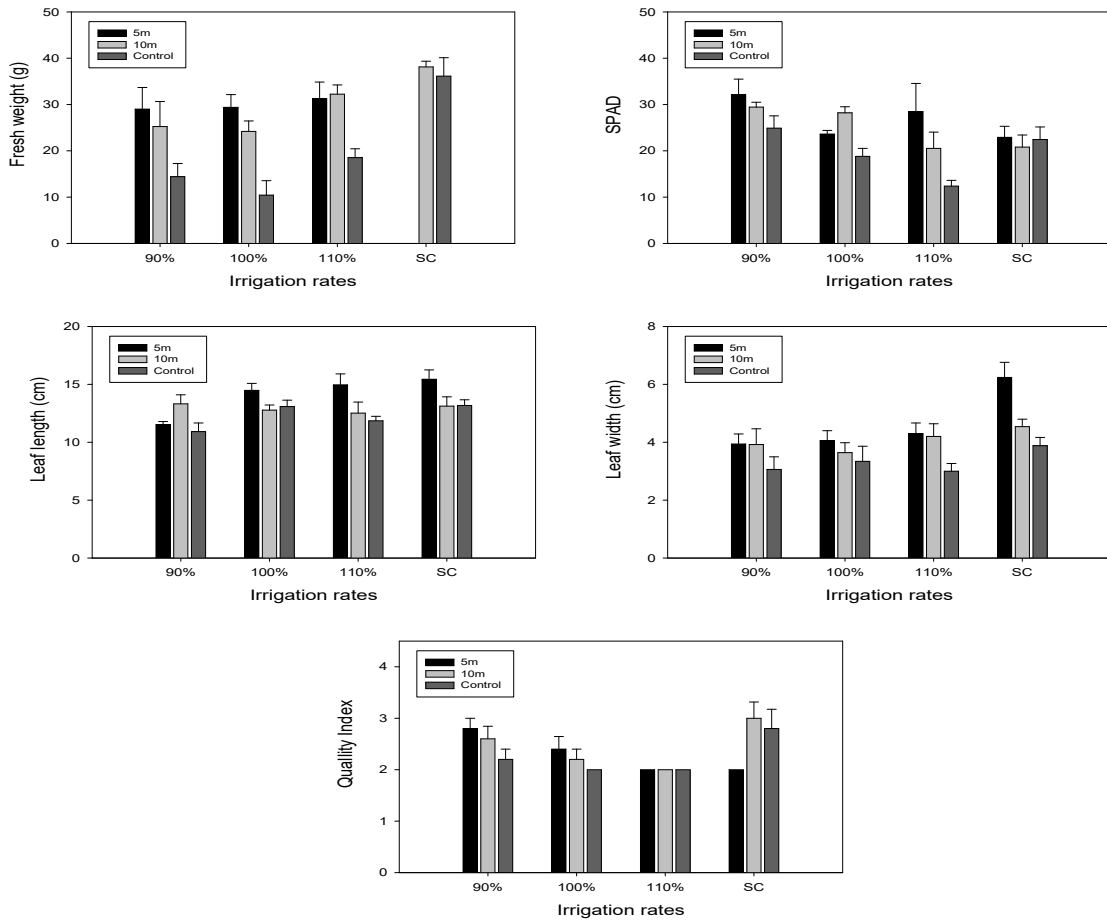 50
40
30
20
10
0
Fresh weight (g)
5m
10m
Control
90% 100% 110% SC
Irrigation rates
50
40
30
20
10
0
SPAD
5m
10m
Control
90% 100% 110% SC
Irrigation rates
20
15
10
5
0
Leaf length (cm)
5m
10m
Control
90% 100% 110% SC
Irrigation rates
8
6
4
2
0
Leaf width (cm)
5m
10m
Control
90% 100% 110% SC
Irrigation rates
4
3
2
1
0
Quallity Index
5m
10m
Control
90% 100% 110% SC
Irrigation rates